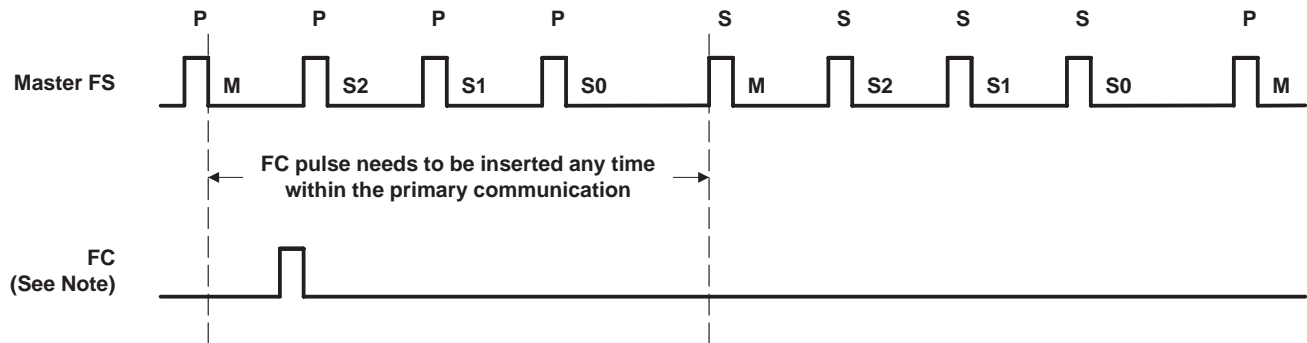 P P P P S S S S P
Master FS M S2 S1 S0 M S2 S1 S0 M
FC pulse needs to be inserted any time
within the primary communication
FC
(See Note)